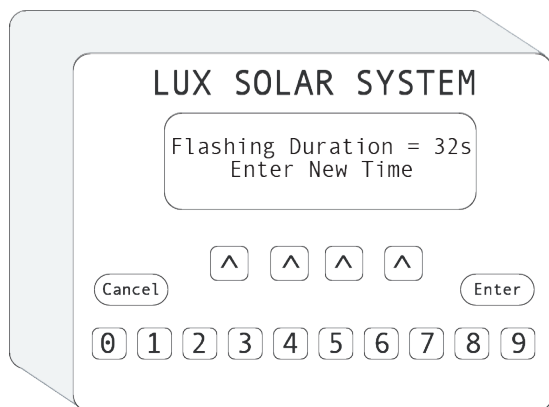 LUX SOLAR SYSTEM
Flashing Duration = 32s
Enter New Time
^ ^ ^ ^
Cancel Enter
0 1 2 3 4 5 6 7 8 9